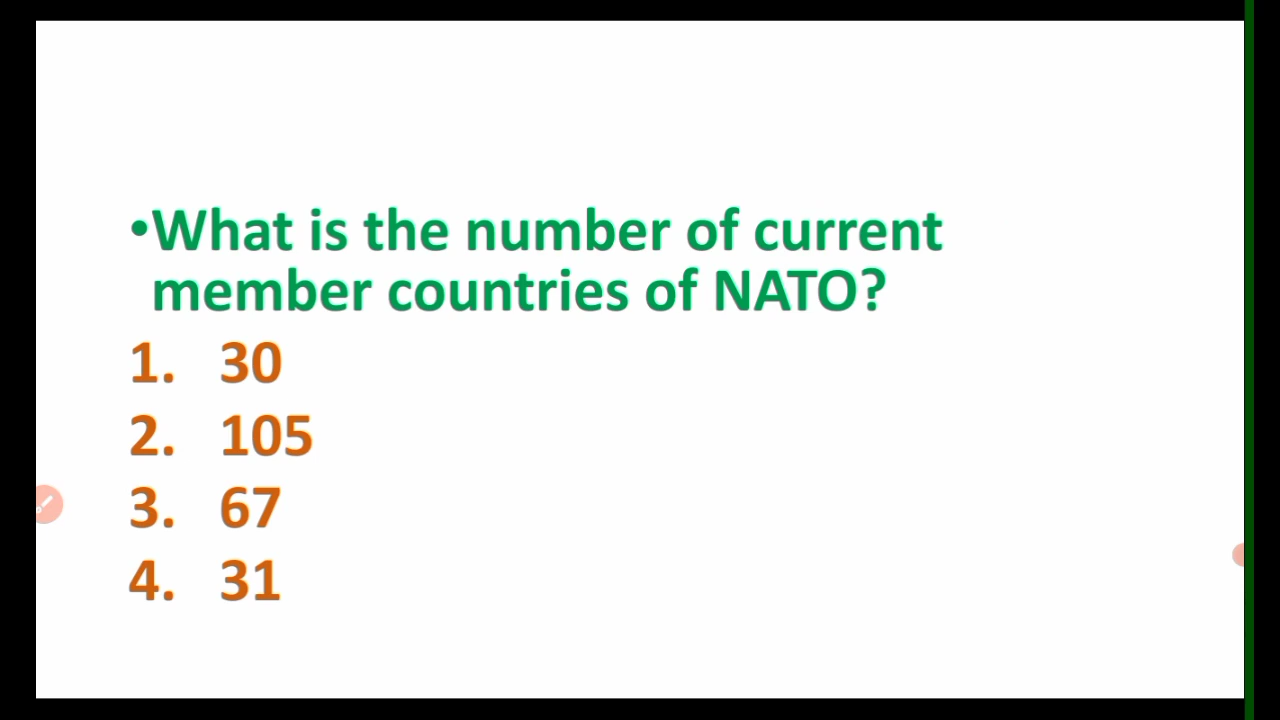 •What is the number of current
member countries of NATO?
1. 30
2. 105
3. 67
4. 31